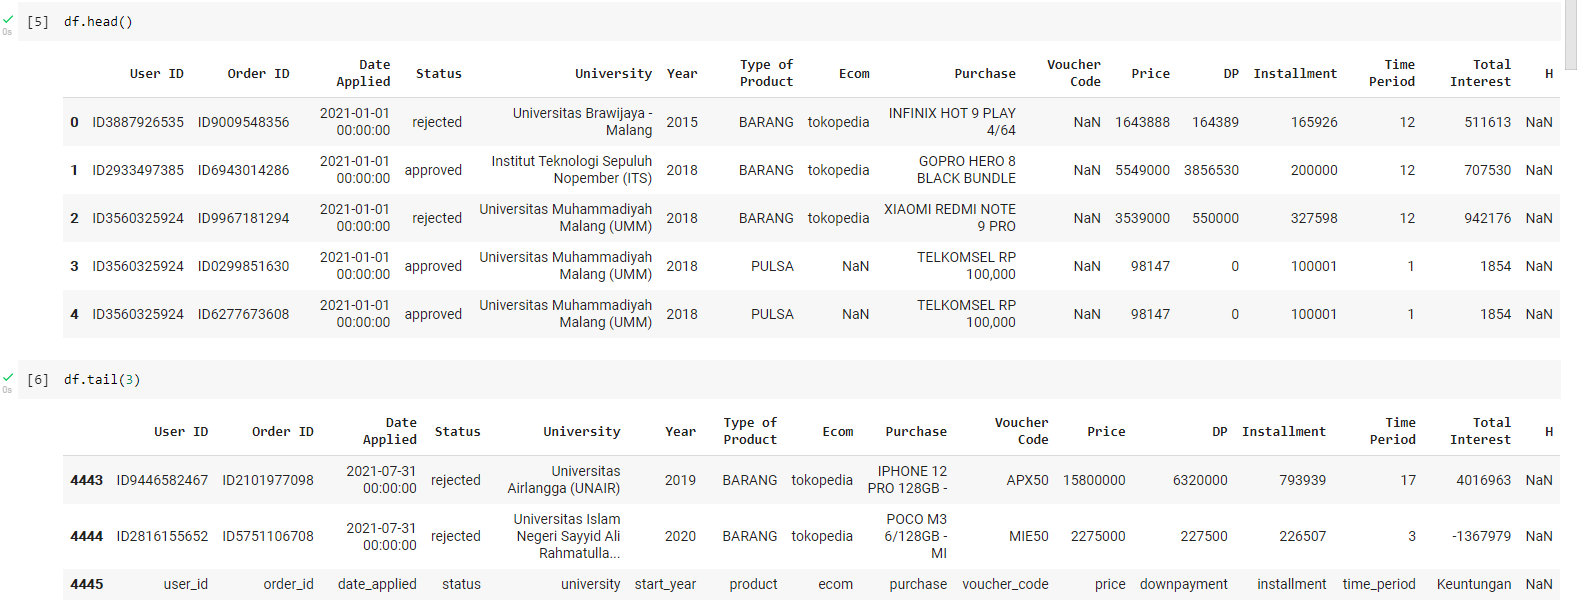 [5] df.head()
0s
User ID Order ID Date Applied Status University Year Type of Product Ecom Purchase Voucher Code Price DP Installment Time Period Total Interest H
0 ID3887926535 ID9009548356 2021-01-01 00:00:00 rejected Universitas Brawijaya - Malang 2015 BARANG tokopedia INFINIX HOT 9 PLAY 4/64 NaN 1643888 164389 165926 12 511613 NaN
1 ID2933497385 ID6943014286 2021-01-01 00:00:00 approved Institut Teknologi Sepuluh Nopember (ITS) 2018 BARANG tokopedia GOPRO HERO 8 BLACK BUNDLE NaN 5549000 3856530 200000 12 707530 NaN
2 ID3560325924 ID9967181294 2021-01-01 00:00:00 rejected Universitas Muhammadiyah Malang (UMM) 2018 BARANG tokopedia XIAOMI REDMI NOTE 9 PRO NaN 3539000 550000 327598 12 942176 NaN
3 ID3560325924 ID0299851630 2021-01-01 00:00:00 approved Universitas Muhammadiyah Malang (UMM) 2018 PULSA NaN TELKOMSEL RP 100,000 NaN 98147 0 100001 1 1854 NaN
4 ID3560325924 ID6277673608 2021-01-01 00:00:00 approved Universitas Muhammadiyah Malang (UMM) 2018 PULSA NaN TELKOMSEL RP 100,000 NaN 98147 0 100001 1 1854 NaN
[6] df.tail(3)
0s
User ID Order ID Date Applied Status University Year Type of Product Ecom Purchase Voucher Code Price DP Installment Time Period Total Interest H
4443 ID9446582467 ID2101977098 2021-07-31 00:00:00 rejected Universitas Airlangga (UNAIR) 2019 BARANG tokopedia IPHONE 12 PRO 128GB - APX50 15800000 6320000 793939 17 4016963 NaN
4444 ID2816155652 ID5751106708 2021-07-31 00:00:00 rejected Universitas Islam Negeri Sayyid Ali Rahmatulla... 2020 BARANG tokopedia POCO M3 6/128GB - MI MIE50 2275000 227500 226507 3 -1367979 NaN
4445 user_id order_id date_applied status university start_year product ecom purchase voucher_code price downpayment installment time_period Keuntungan NaN